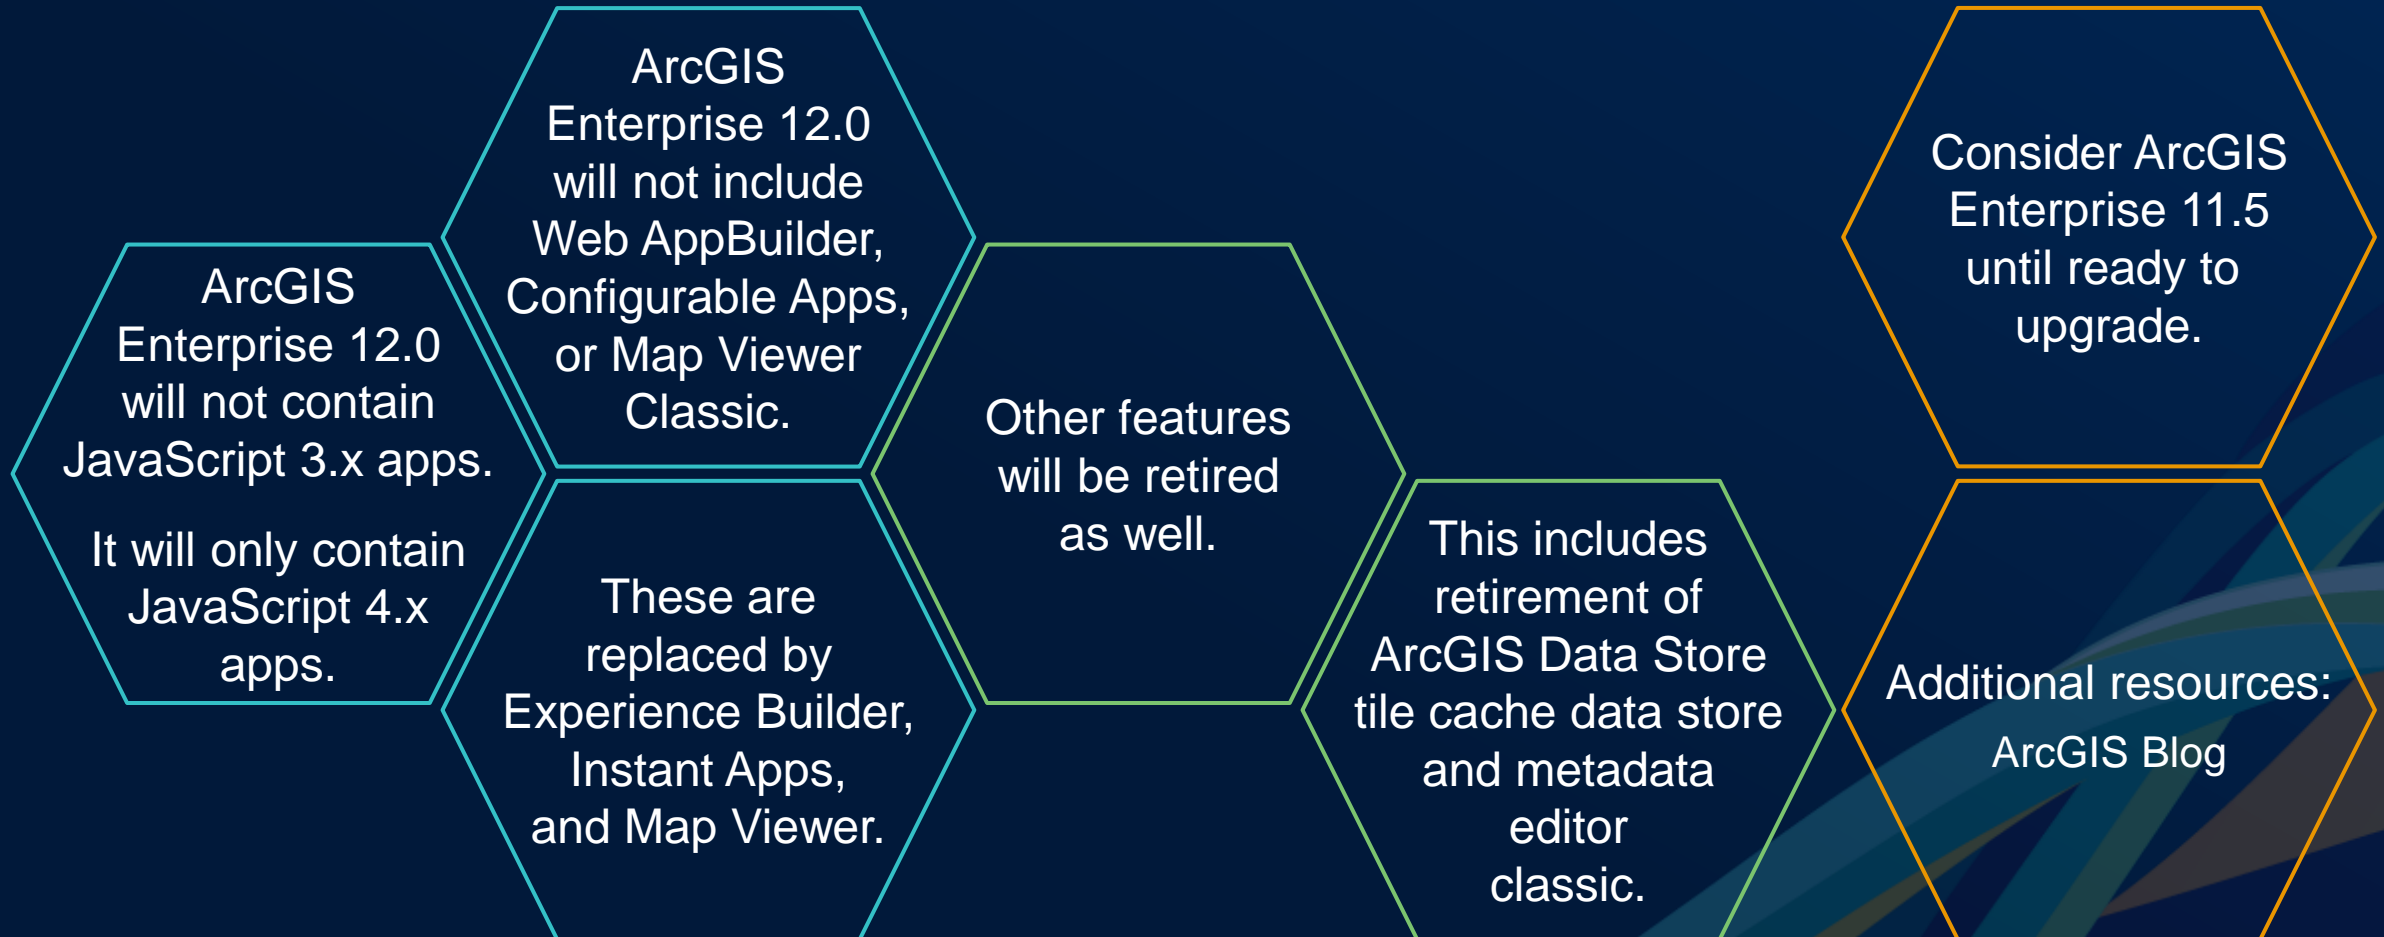 ArcGIS
Enterprise 12.0
will not contain
JavaScript 3.x apps.
It will only contain
JavaScript 4.x
apps.
ArcGIS
Enterprise 12.0
will not include
Web AppBuilder,
Configurable Apps,
or Map Viewer
Classic.
These are
replaced by
Experience Builder,
Instant Apps,
and Map Viewer.
Other features
will be retired
as well.
This includes
retirement of
ArcGIS Data Store
tile cache data store
and metadata
editor
classic.
Consider ArcGIS
Enterprise 11.5
until ready to
upgrade.
Additional resources:
ArcGIS Blog